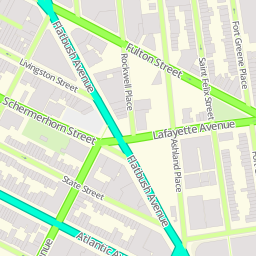 Flatbush Avenue
Fulton Street
Fort Greene Place
Livingston Street
Rockwell Place
Saint Felix Street
Schermerhorn Street
Lafayette Avenue
Flatbush Avenue
Ashland Place
State Street
Avenue
Atlantic Av